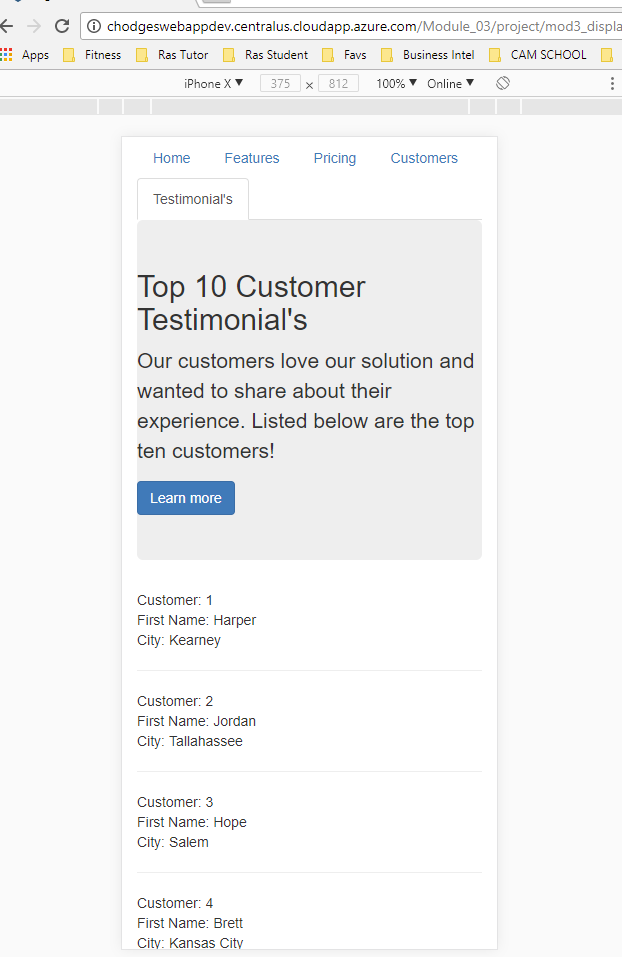 chodgeswebappdev.centralus.cloudapp.azure.com/Module_03/project/mod3_displa
Apps Fitness Ras Tutor Ras Student Favs Business Intel CAM SCHOOL
iPhone X ▼ 375 x 812 100% ▼ Online ▼
Home Features Pricing Customers
Testimonial's
Top 10 Customer
Testimonial's
Our customers love our solution and
wanted to share about their
experience. Listed below are the top
ten customers!
Learn more
Customer: 1
First Name: Harper
City: Kearney
Customer: 2
First Name: Jordan
City: Tallahassee
Customer: 3
First Name: Hope
City: Salem
Customer: 4
First Name: Brett
City: Kansas City